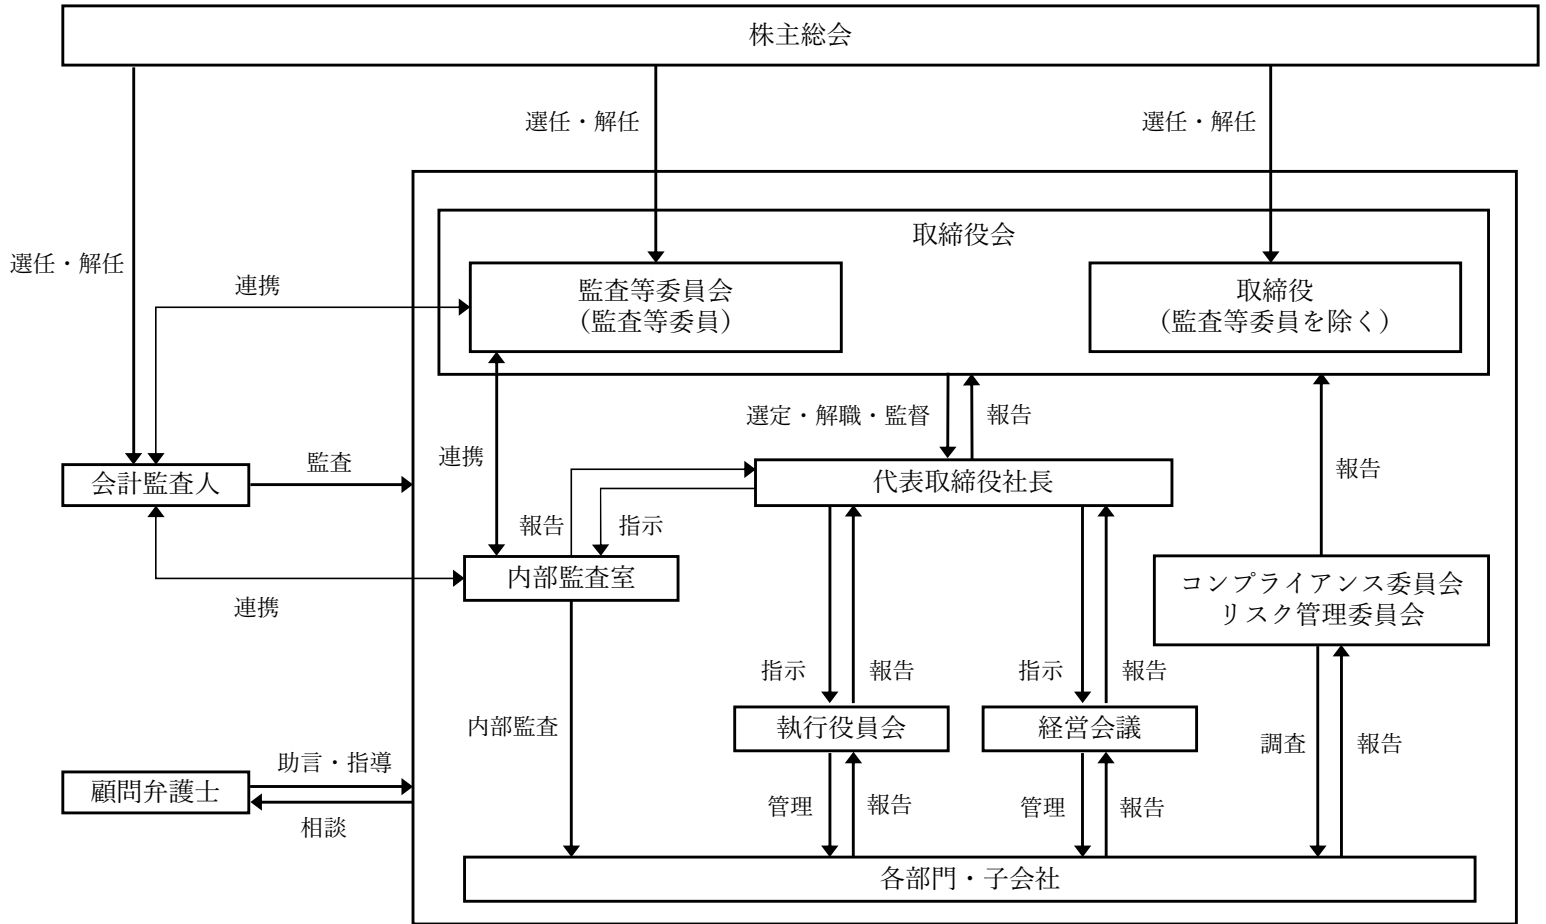 株主総会
選任・解任
選任・解任
取締役会
選任・解任
連携
監査等委員会
（監査等委員）
取締役
（監査等委員を除く）
選定・解職・監督
報告
連携
監査
報告
会計監査人
代表取締役社長
報告
指示
内部監査室
コンプライアンス委員会
リスク管理委員会
連携
指示
報告
指示
報告
内部監査
執行役員会
経営会議
調査
報告
助言・指導
顧問弁護士
管理
報告
管理
報告
相談
各部門・子会社